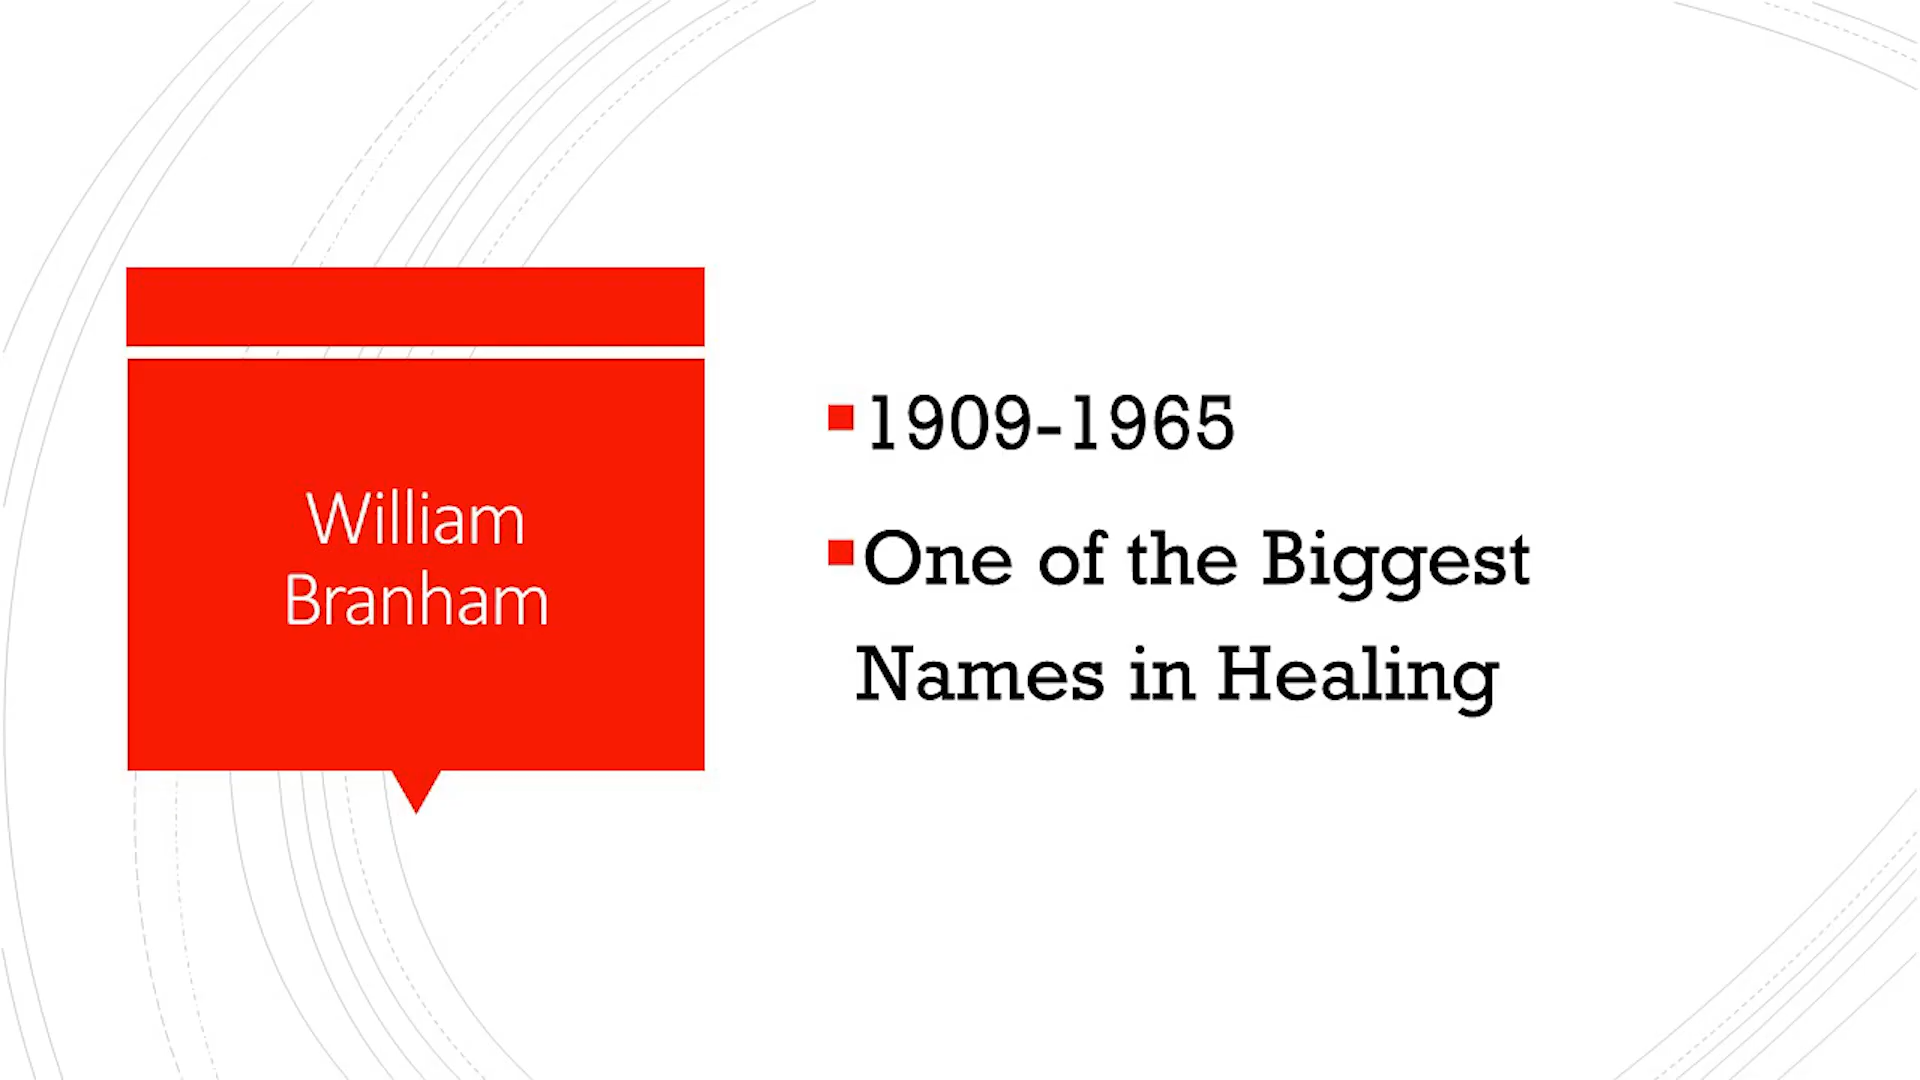 William
Branham
1909-1965
One of the Biggest
Names in Healing